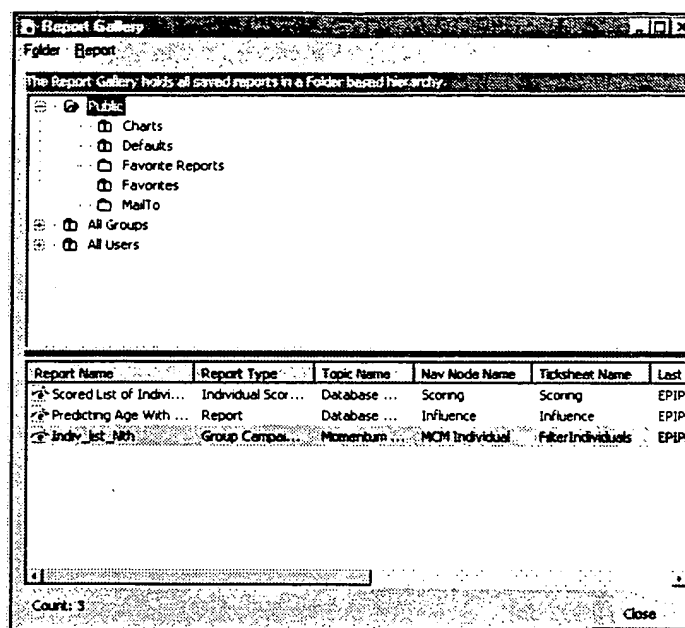 Report Gallery
Folder Report
The Report Gallery holds all saved reports in a Folder based hierarchy.
Public
Charts
Defaults
Favorite Reports
Favorites
MailTo
All Groups
All Users
Report Name Report Type Topic Name Nav Node Name Ticksheet Name Last
Scored List of Indivi... Individual Scor... Database ... Scoring Scoring EPIP
Predicting Age With ... Report Database ... Influence Influence EPIP
Indiv_list_Nth Group Campai... Momentum ... MCM Individual FilterIndividuals EPIP
Count: 3
Close